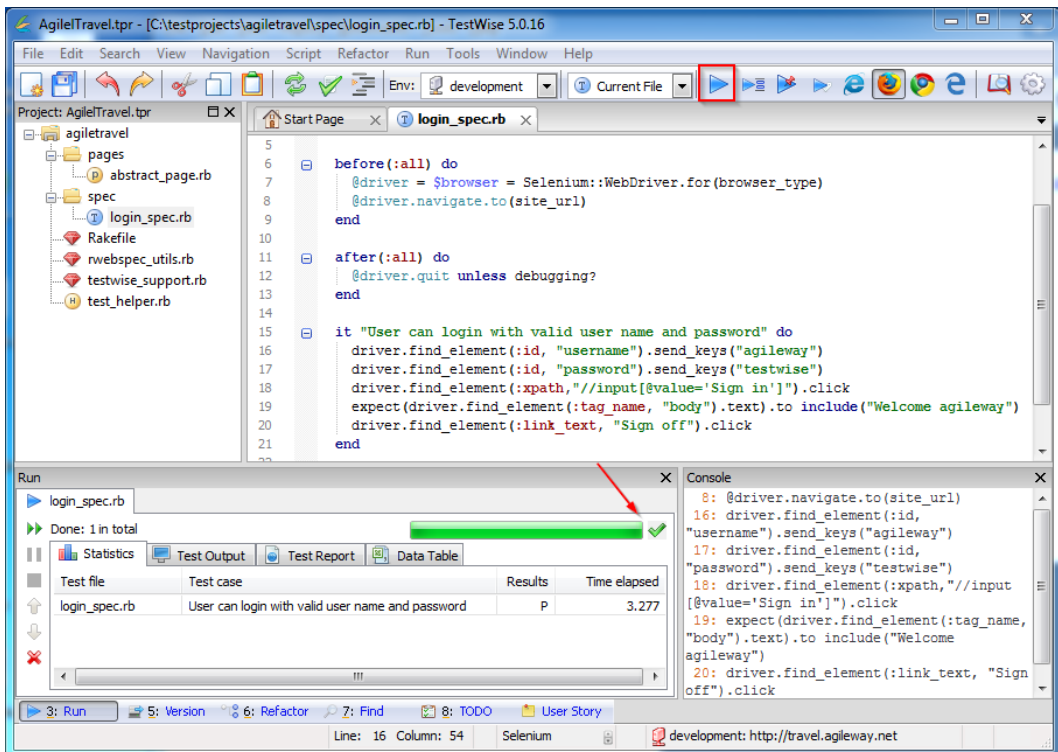 AgilelTravel.tpr - [C:\testprojects\agiletravel\spec\login_spec.rb] - TestWise 5.0.16
File Edit Search View Navigation Script Refactor Run Tools Window Help
Env: development Current File
Project: AgilelTravel.tpr
agiletravel
pages
abstract_page.rb
spec
login_spec.rb
Rakefile
rwebspec_utils.rb
testwise_support.rb
test_helper.rb
Start Page login_spec.rb
5
6 before(:all) do
7 @driver = $browser = Selenium::WebDriver.for(browser_type)
8 @driver.navigate.to(site_url)
9 end
10
11 after(:all) do
12 @driver.quit unless debugging?
13 end
14
15 it "User can login with valid user name and password" do
16 driver.find_element(:id, "username").send_keys("agileway")
17 driver.find_element(:id, "password").send_keys("testwise")
18 driver.find_element(:xpath,"//input[@value='Sign in']").click
19 expect(driver.find_element(:tag_name, "body").text).to include("Welcome agileway")
20 driver.find_element(:link_text, "Sign off").click
21 end
22
Run
login_spec.rb
Done: 1 in total
Statistics Test Output Test Report Data Table
Test file Test case Results Time elapsed
login_spec.rb User can login with valid user name and password P 3.277
Console
8: @driver.navigate.to(site_url)
16: driver.find_element(:id,
"username").send_keys("agileway")
17: driver.find_element(:id,
"password").send_keys("testwise")
18: driver.find_element(:xpath,"//input
[@value='Sign in']").click
19: expect(driver.find_element(:tag_name,
"body").text).to include("Welcome
agileway")
20: driver.find_element(:link_text, "Sign
off").click
3: Run 5: Version 6: Refactor 7: Find 8: TODO User Story
Line: 16 Column: 54 Selenium development: http://travel.agileway.net